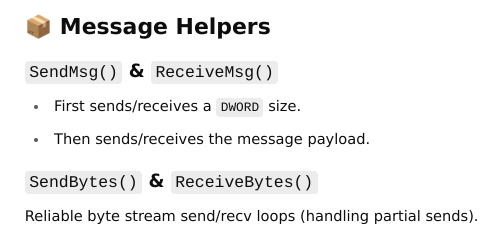 📦 Message Helpers
SendMsg() & ReceiveMsg()
• First sends/receives a DWORD size.
• Then sends/receives the message payload.
SendBytes() & ReceiveBytes()
Reliable byte stream send/recv loops (handling partial sends).